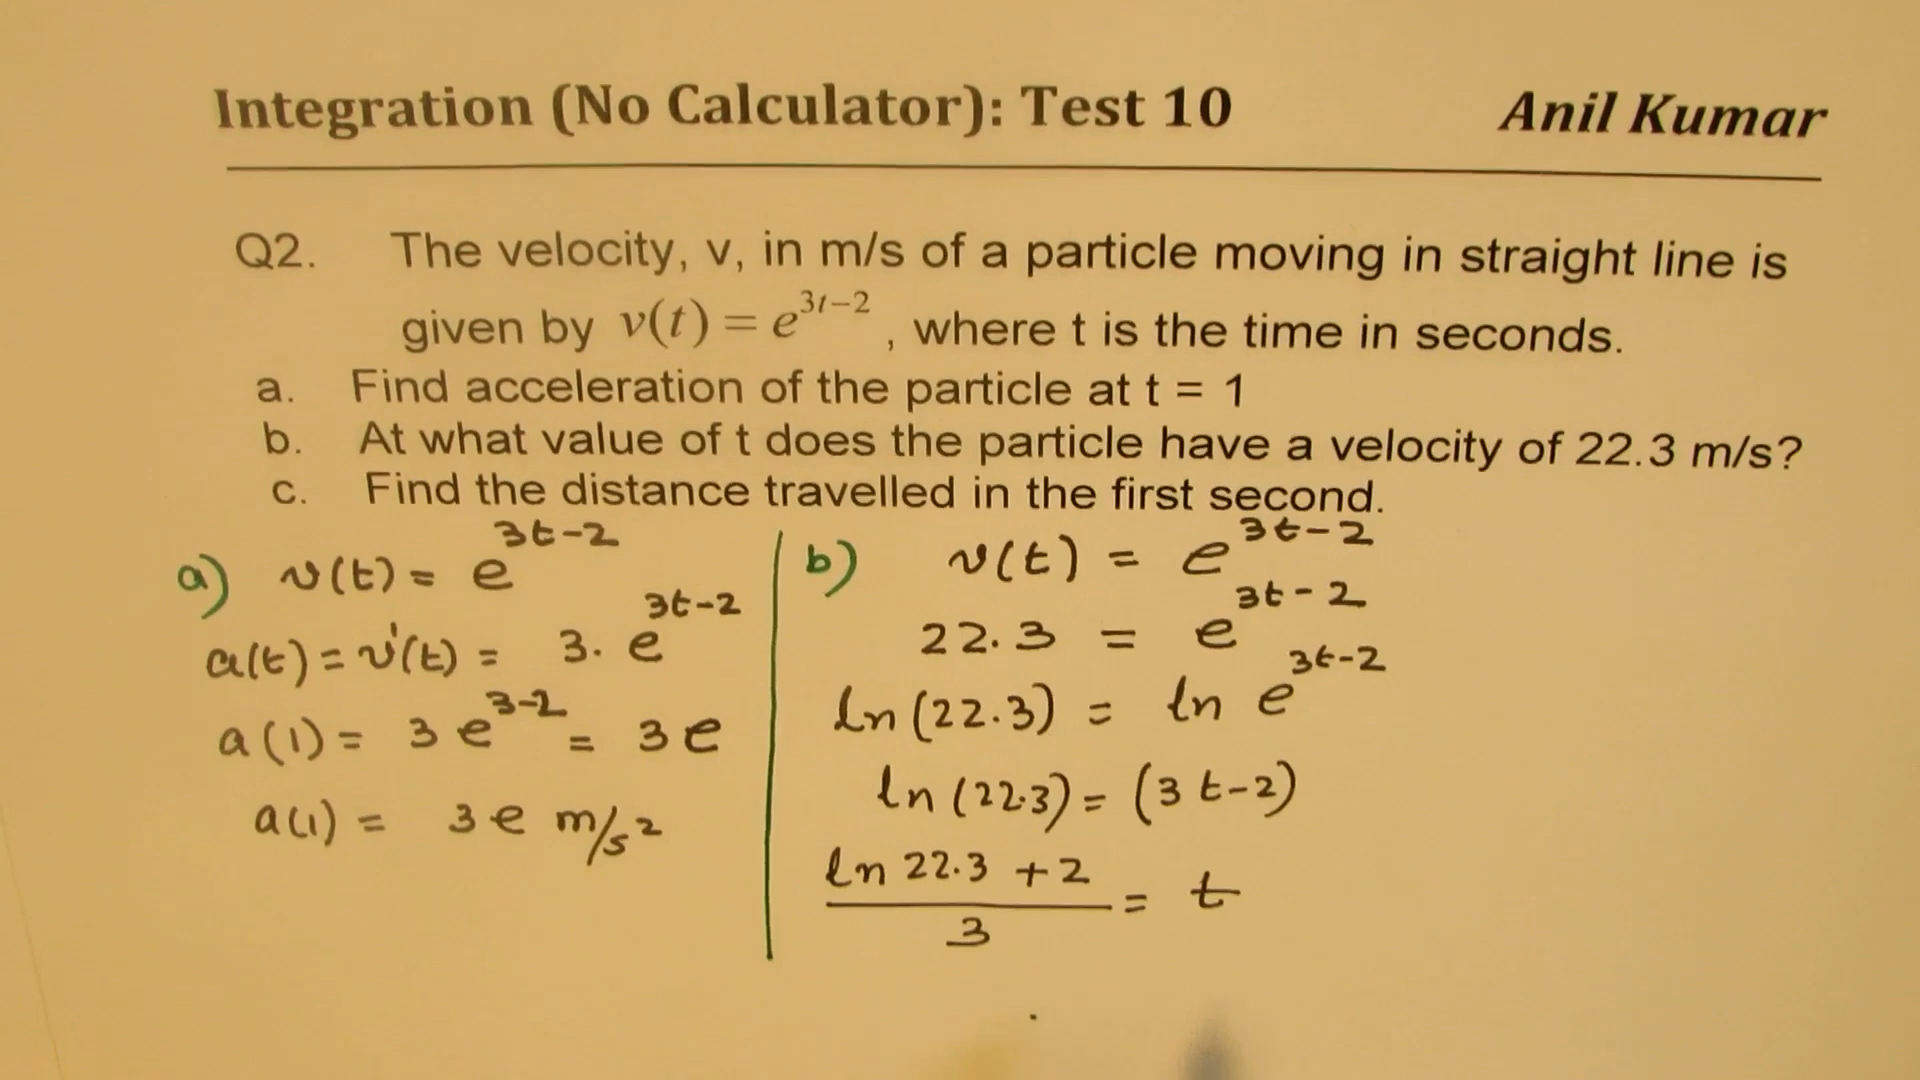 Integration (No Calculator): Test 10 Anil Kumar
Q2. The velocity, v, in m/s of a particle moving in straight line is
given by v(t) = e^{3t-2} , where t is the time in seconds.
a. Find acceleration of the particle at t = 1
b. At what value of t does the particle have a velocity of 22.3 m/s?
c. Find the distance travelled in the first second.
a) v(t) = e^{3t-2}
a(t) = v'(t) = 3. e^{3t-2}
a(1) = 3 e^{3-2} = 3e
a(1) = 3e m/s²
b) v(t) = e^{3t-2}
22.3 = e^{3t-2}
ln (22.3) = ln e^{3t-2}
ln (22.3) = (3t-2)
ln 22.3 + 2 = t
3